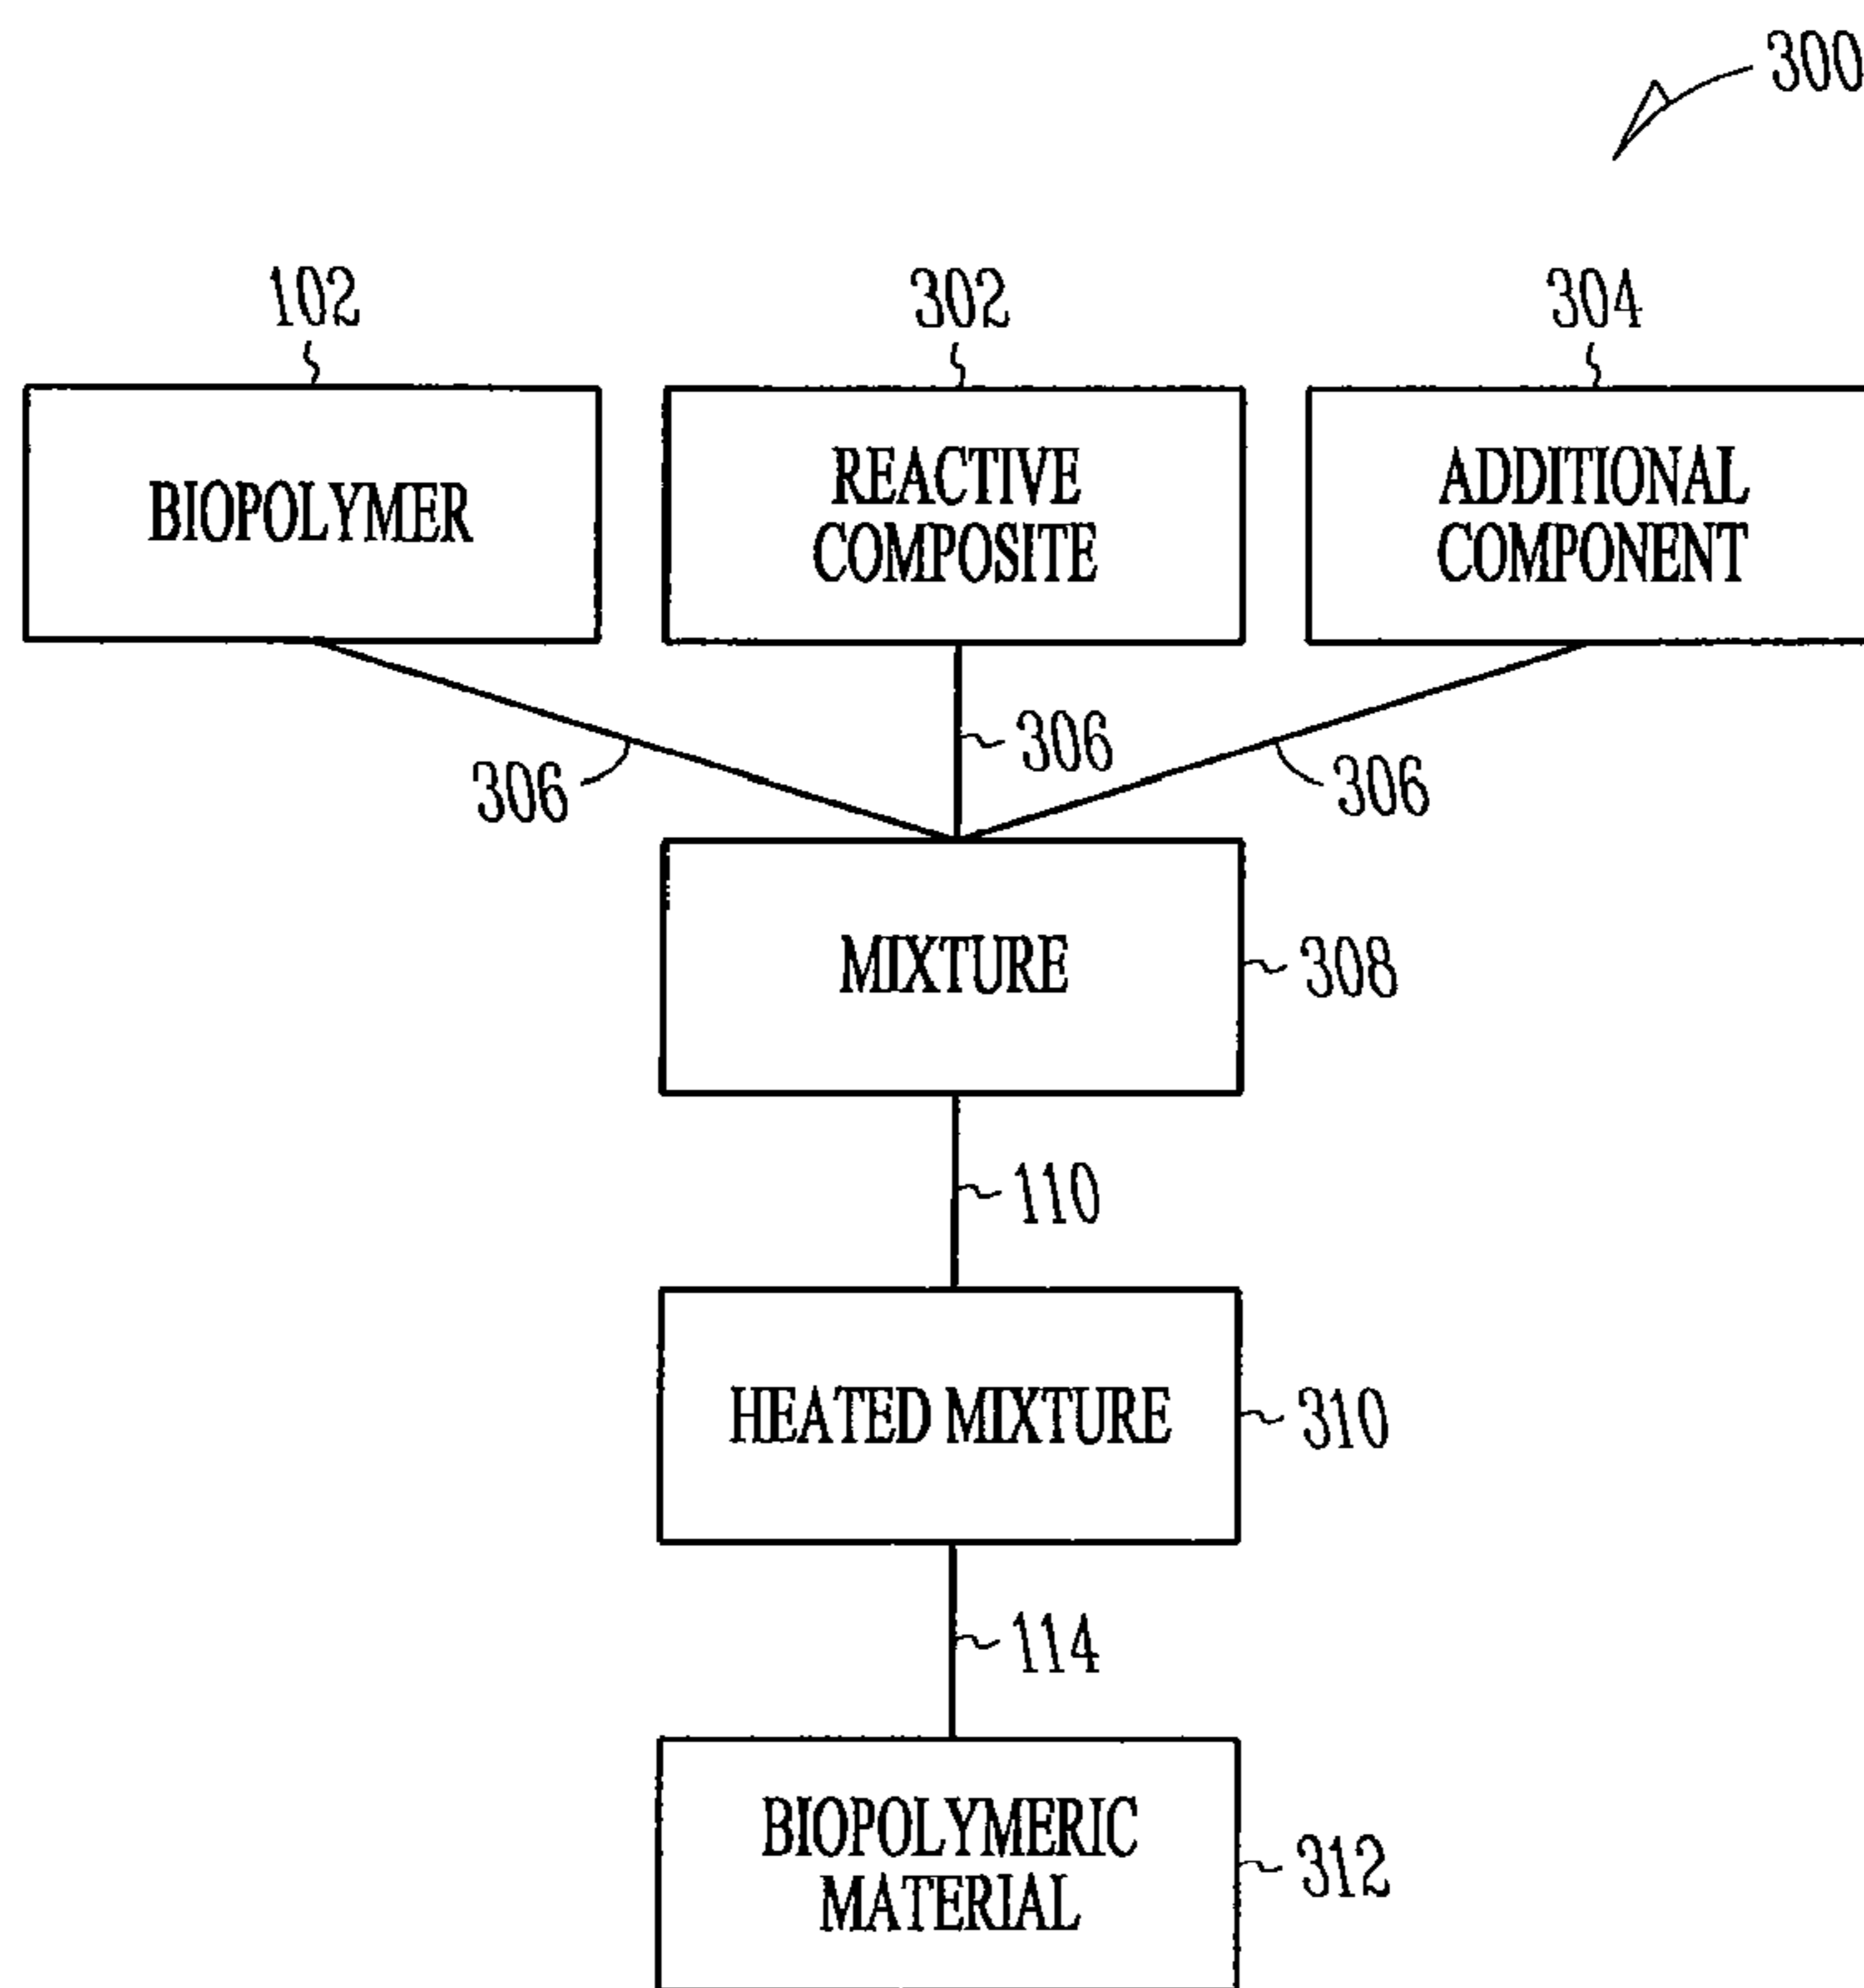 300
102
302
304
BIOPOLYMER
REACTIVE
COMPOSITE
ADDITIONAL
COMPONENT
306
306
306
MIXTURE
308
110
HEATED MIXTURE
310
114
BIOPOLYMERIC
MATERIAL
312